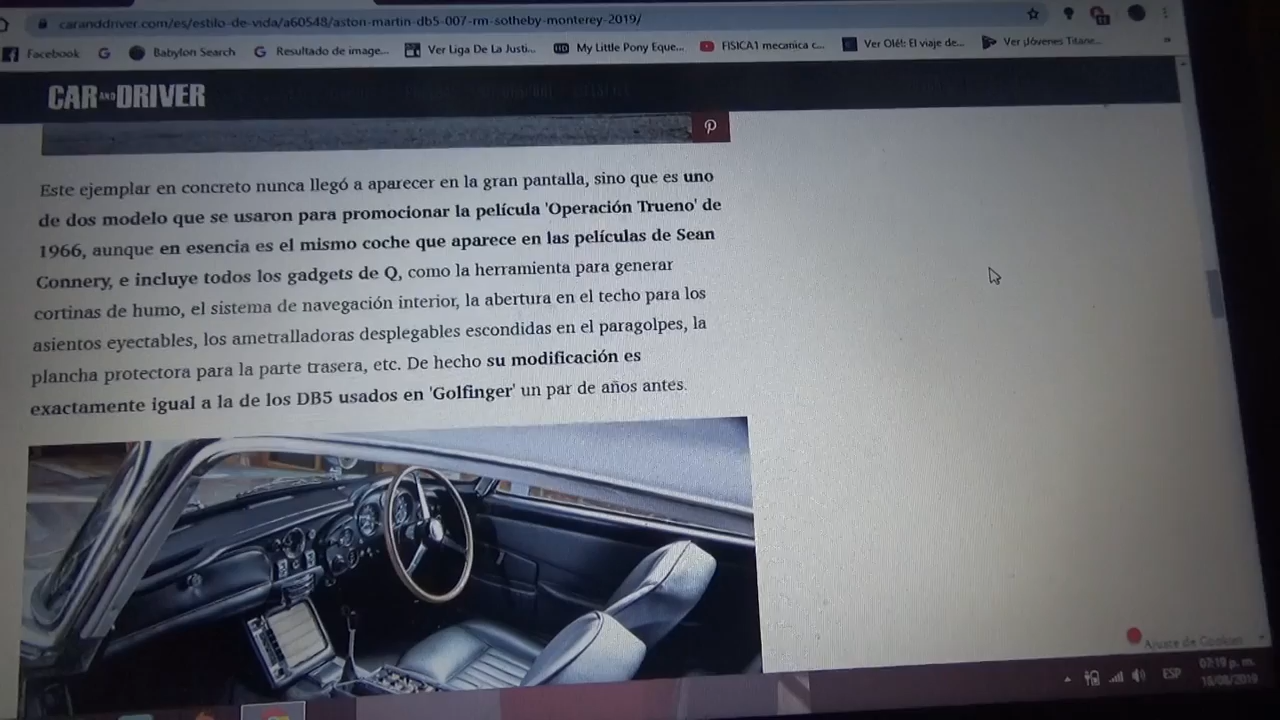 caranddriver.com/es/estilo-de-vida/a60548/aston-martin-db5-007-rm-sotheby-monterey-2019/
Facebook Babylon Search Resultado de image... Ver Liga De La Justi... My Little Pony Eque... FISICA1 mecanica c... Ver Olé!: El viaje de... Ver ¡Jóvenes Titane... »
CAR AND DRIVER
Este ejemplar en concreto nunca llegó a aparecer en la gran pantalla, sino que es uno
de dos modelo que se usaron para promocionar la película 'Operación Trueno' de
1966, aunque en esencia es el mismo coche que aparece en las películas de Sean
Connery, e incluye todos los gadgets de Q, como la herramienta para generar
cortinas de humo, el sistema de navegación interior, la abertura en el techo para los
asientos eyectables, los ametralladoras desplegables escondidas en el paragolpes, la
plancha protectora para la parte trasera, etc. De hecho su modificación es
exactamente igual a la de los DB5 usados en 'Golfinger' un par de años antes.
Ajuste de Cookies
ESP
07:19 p. m.
18/08/2019